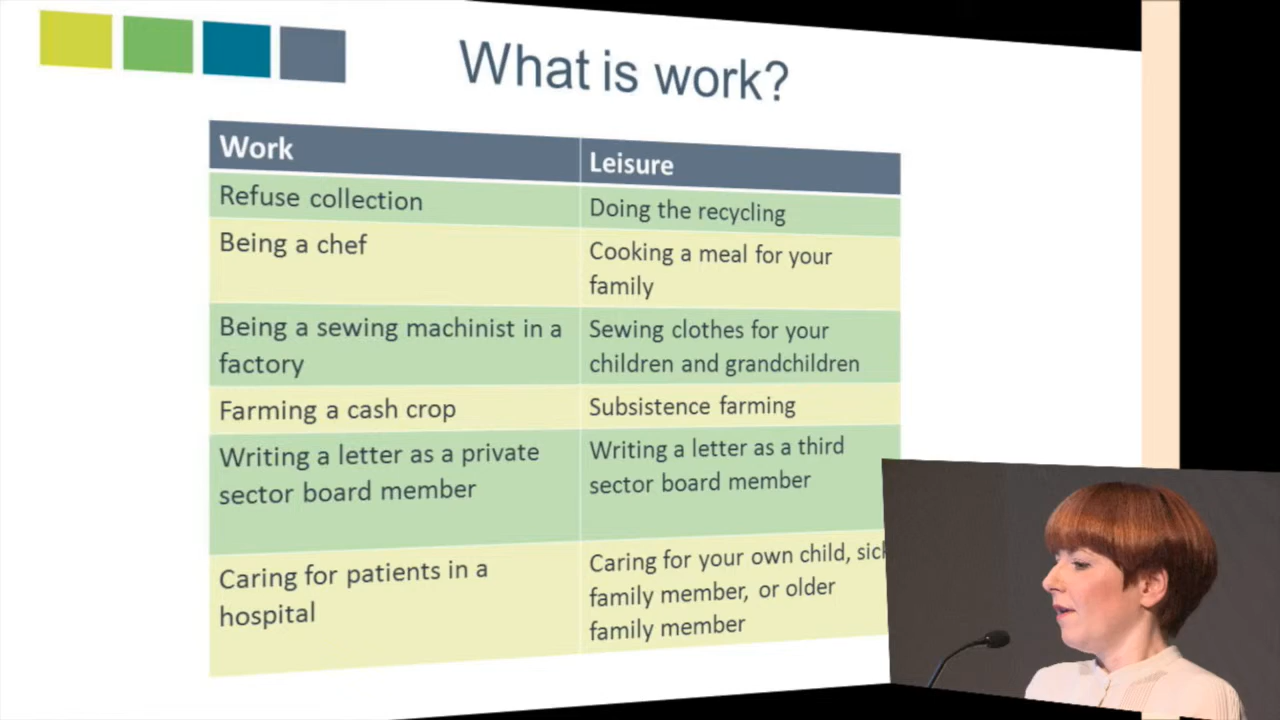 What is work?
Work
Leisure
Refuse collection
Doing the recycling
Being a chef
Cooking a meal for your
family
Being a sewing machinist in a
factory
Sewing clothes for your
children and grandchildren
Farming a cash crop
Subsistence farming
Writing a letter as a private
sector board member
Writing a letter as a third
sector board member
Caring for patients in a
hospital
Caring for your own child, sick
family member, or older
family member